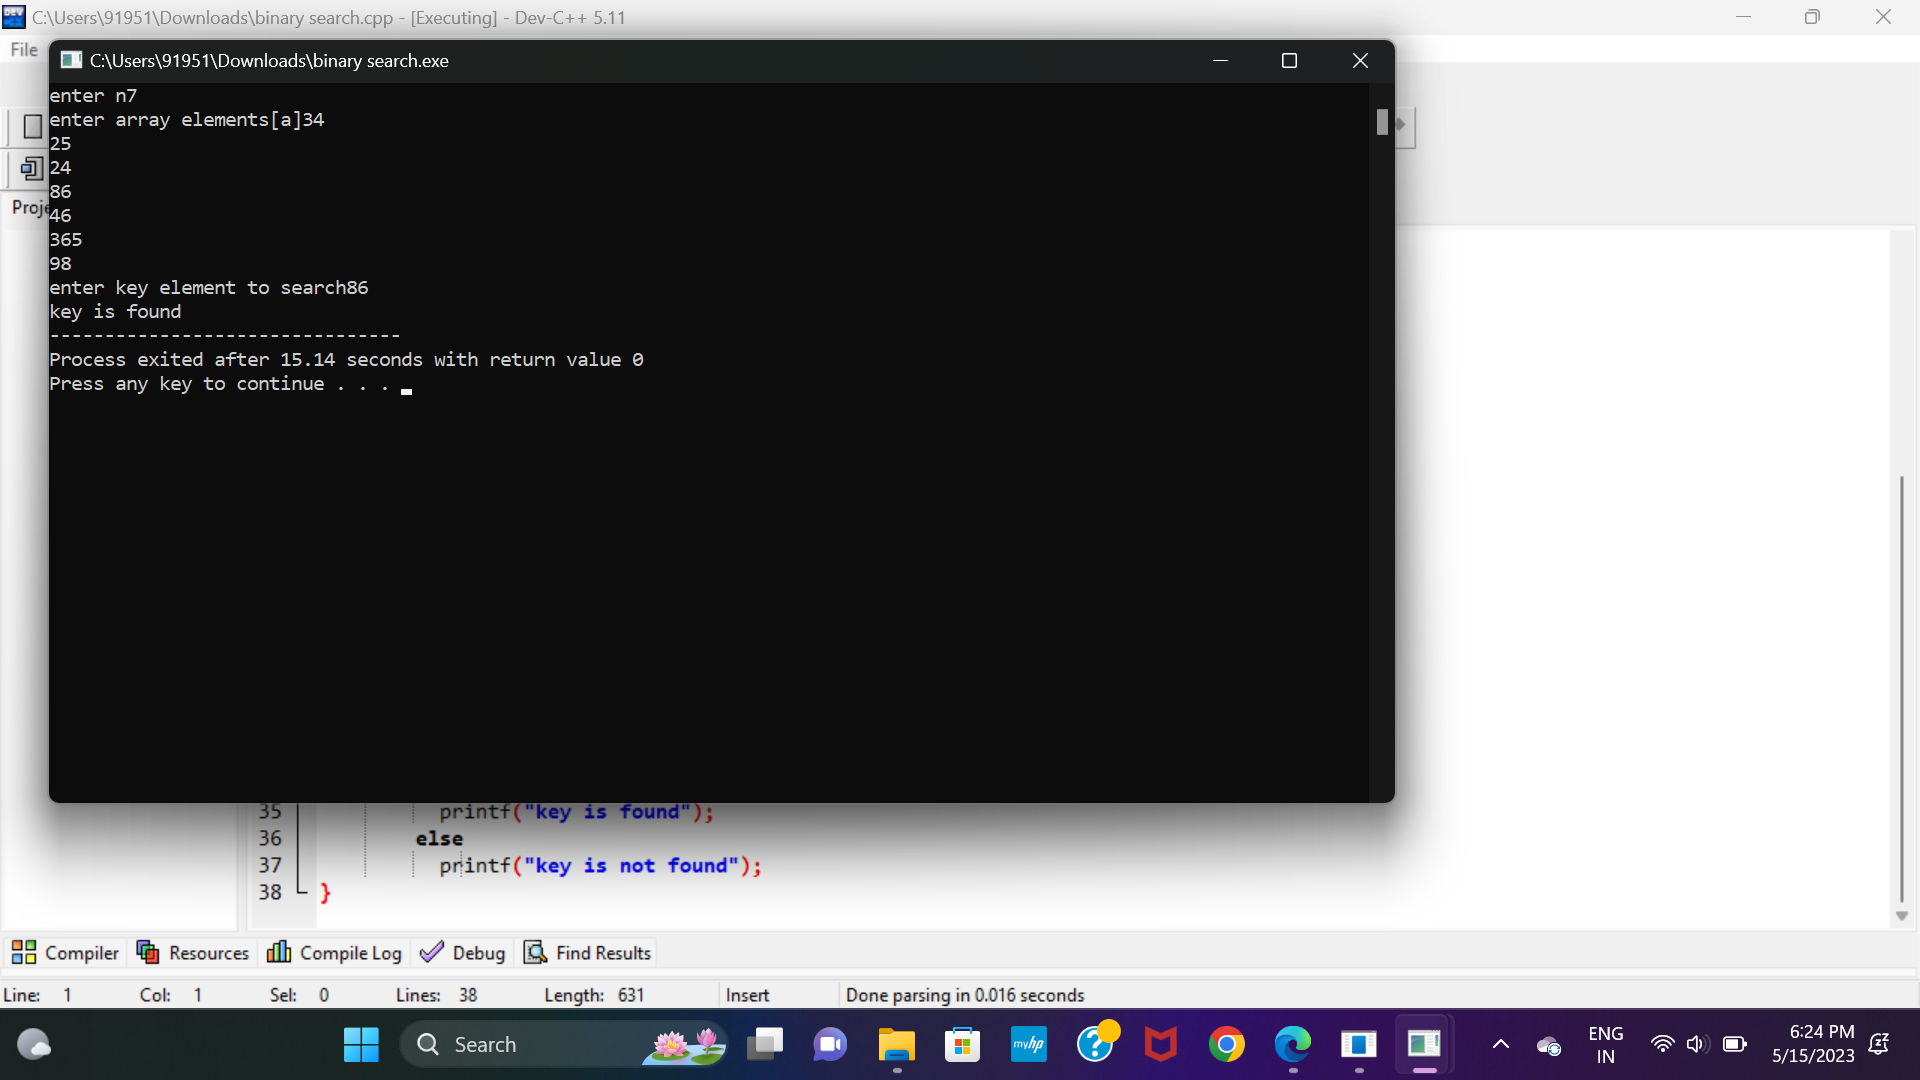 C:\Users\91951\Downloads\binary search.cpp - [Executing] - Dev-C++ 5.11
File
C:\Users\91951\Downloads\binary search.exe
enter n7
enter array elements[a]34
25
24
86
46
365
98
enter key element to search86
key is found
--------------------------------
Process exited after 15.14 seconds with return value 0
Press any key to continue . . .
35 printf("key is found");
36 else
37 printf("key is not found");
38 }
Compiler Resources Compile Log Debug Find Results
Line: 1 Col: 1 Sel: 0 Lines: 38 Length: 631 Insert Done parsing in 0.016 seconds
Search
myhp
ENG
IN
6:24 PM
5/15/2023